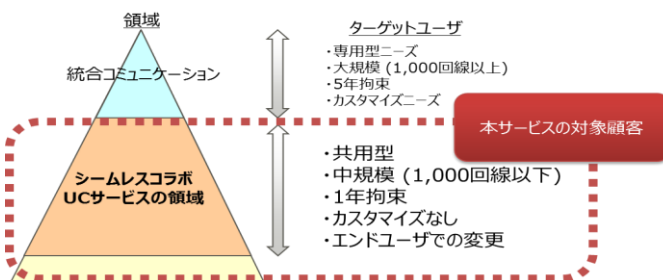 領域
ターゲットユーザ
統合コミュニケーション
・専用型ニーズ
・大規模 (1,000回線以上)
・5年拘束
・カスタマイズニーズ
本サービスの対象顧客
シームレスコラボ
UCサービスの領域
・共用型
・中規模 (1,000回線以下)
・1年拘束
・カスタマイズなし
・エンドユーザでの変更